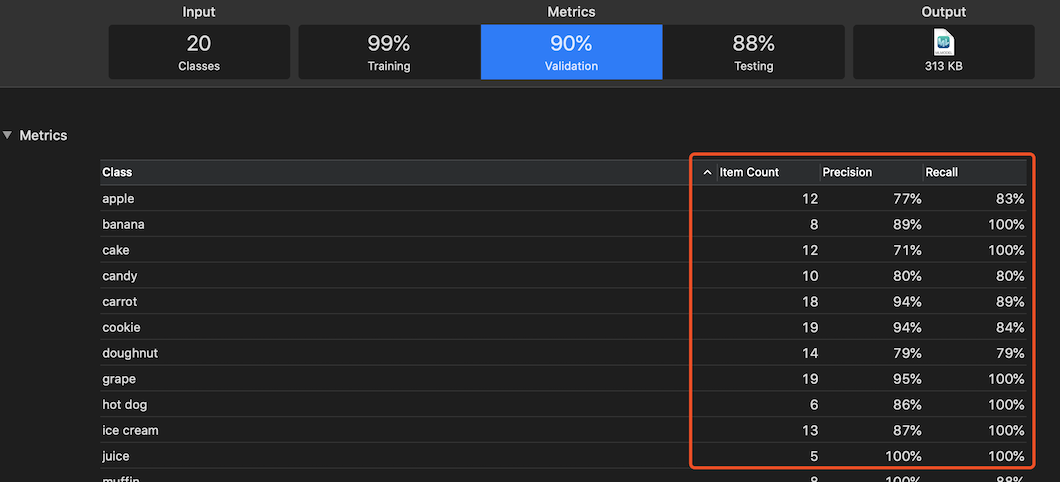 Input Metrics Output
20 99% 90% 88%
Classes Training Validation Testing 313 KB
Metrics
Class Item Count Precision Recall
apple 12 77% 83%
banana 8 89% 100%
cake 12 71% 100%
candy 10 80% 80%
carrot 18 94% 89%
cookie 19 94% 84%
doughnut 14 79% 79%
grape 19 95% 100%
hot dog 6 86% 100%
ice cream 13 87% 100%
juice 5 100% 100%
muffin 8 100% 88%